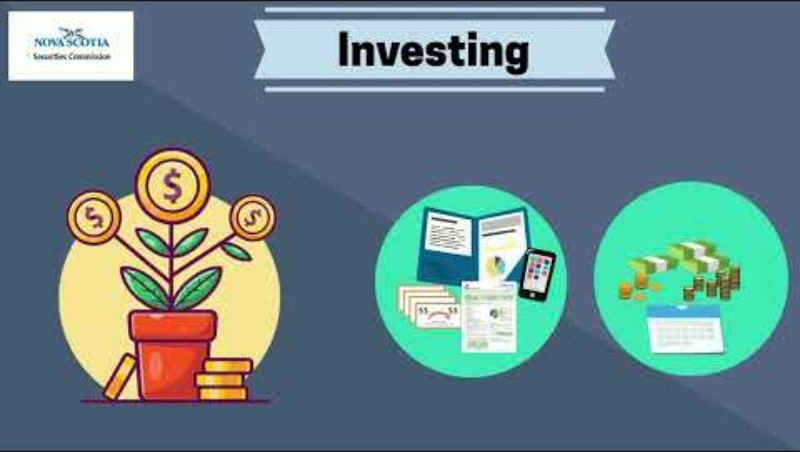 NOVA SCOTIA
Securities Commission
Investing
$
$
$
$$ $$